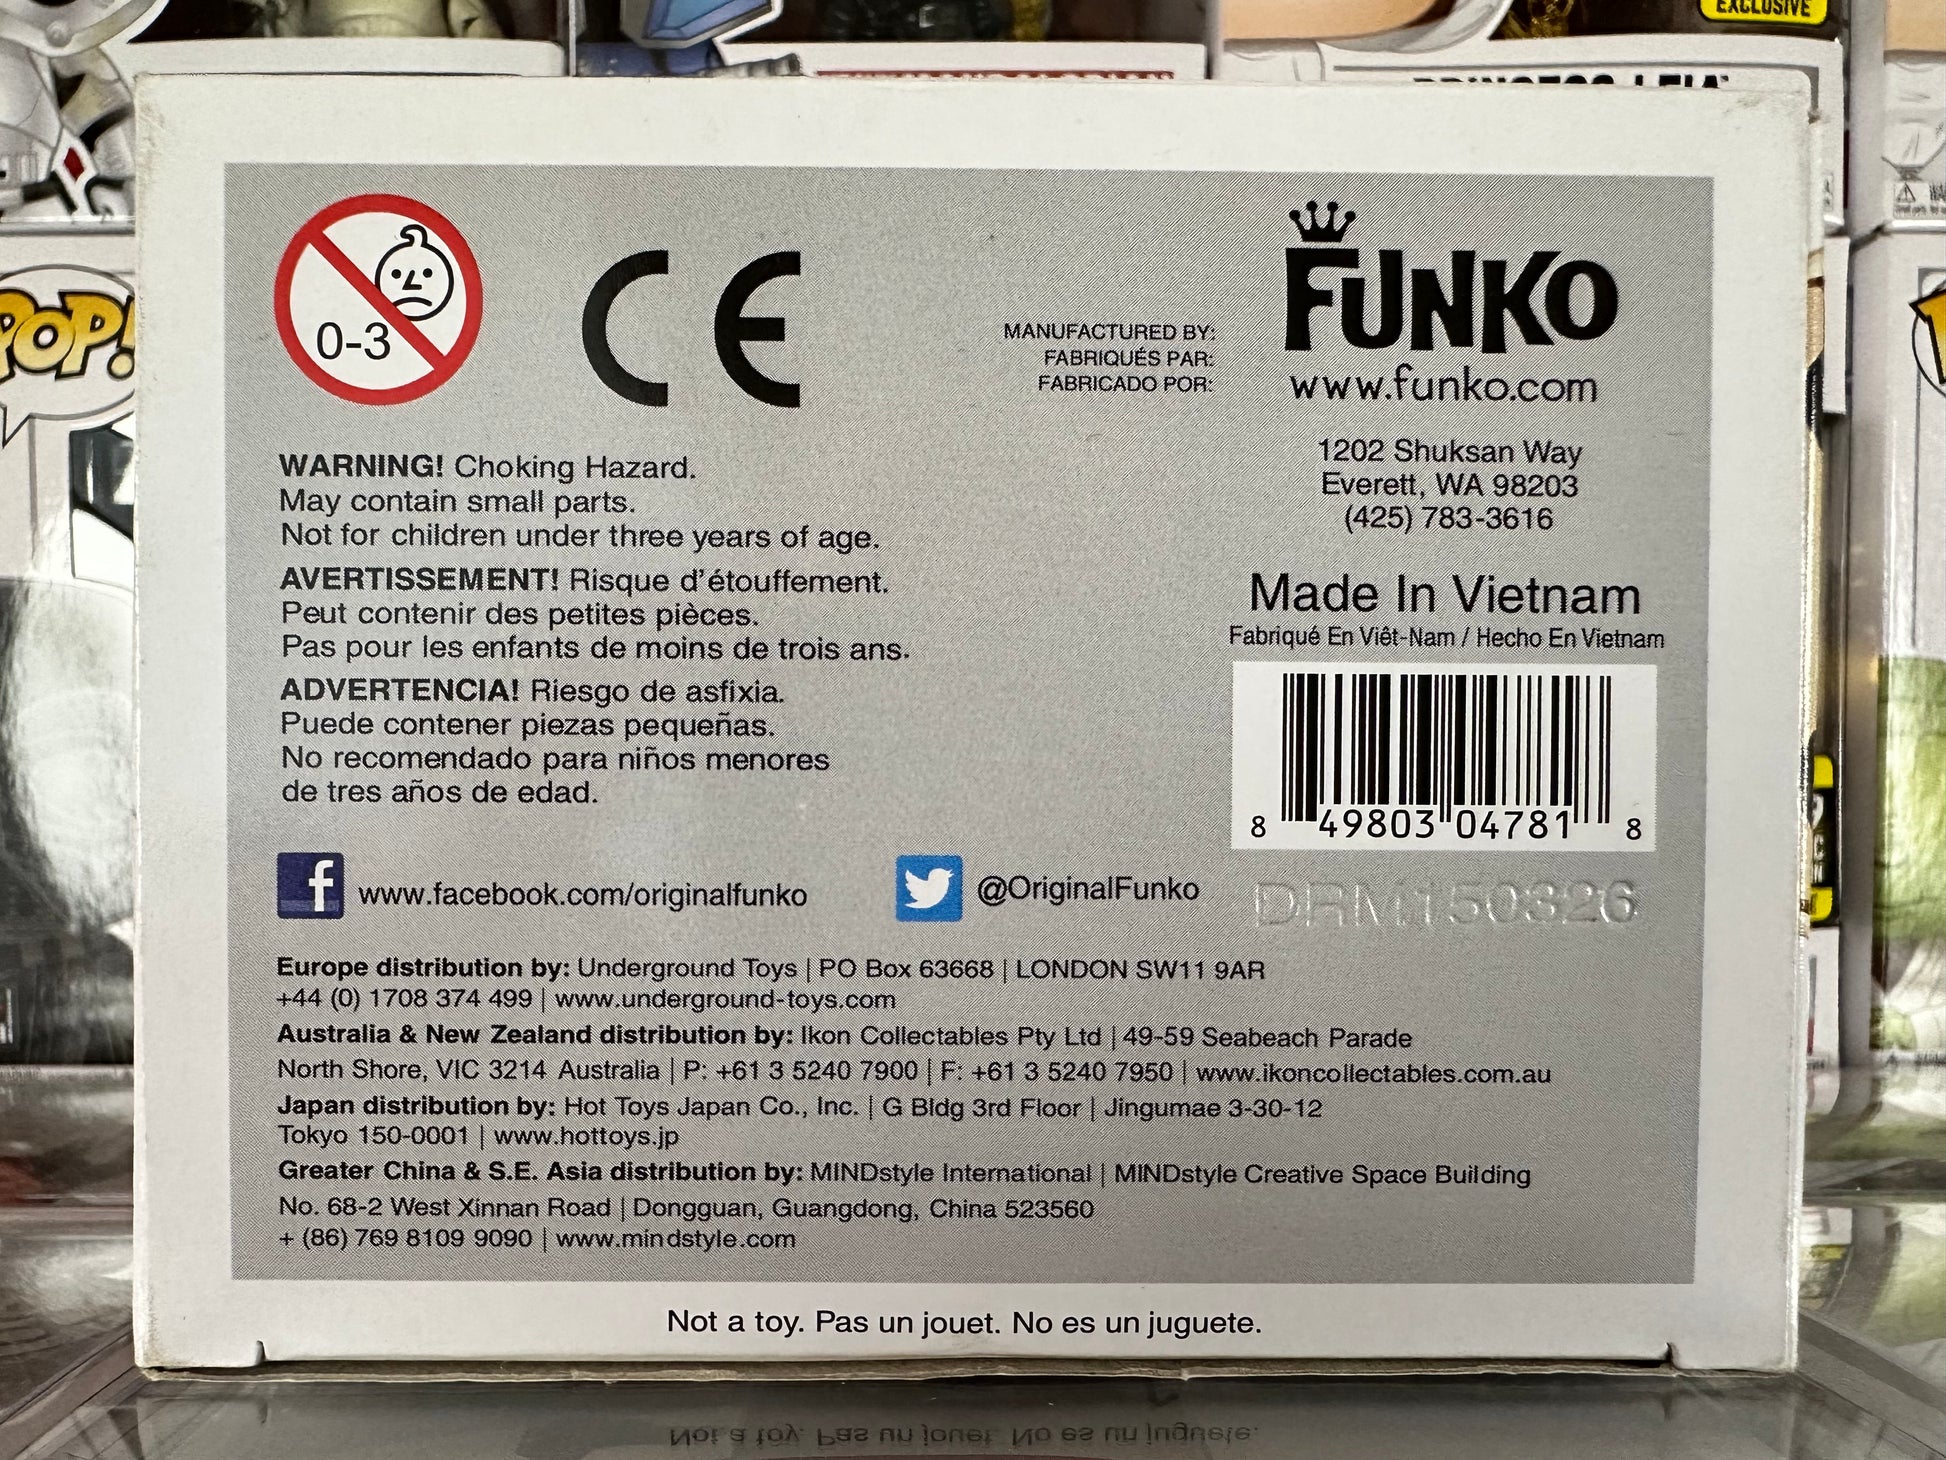 EXCLUSIVE
PRINCESS LEIA
POP!
0-3
CE
MANUFACTURED BY:
FABRIQUÉS PAR:
FABRICADO POR:
FUNKO
www.funko.com
1202 Shuksan Way
Everett, WA 98203
(425) 783-3616
WARNING! Choking Hazard.
May contain small parts.
Not for children under three years of age.
AVERTISSEMENT! Risque d'étouffement.
Peut contenir des petites pièces.
Pas pour les enfants de moins de trois ans.
ADVERTENCIA! Riesgo de asfixia.
Puede contener piezas pequeñas.
No recomendado para niños menores
de tres años de edad.
Made In Vietnam
Fabriqué En Viêt-Nam / Hecho En Vietnam
8 49803 04781 8
f www.facebook.com/originalfunko
@OriginalFunko
DRM150326
Europe distribution by: Underground Toys | PO Box 63668 | LONDON SW11 9AR
+44 (0) 1708 374 499 | www.underground-toys.com
Australia & New Zealand distribution by: Ikon Collectables Pty Ltd | 49-59 Seabeach Parade
North Shore, VIC 3214 Australia | P: +61 3 5240 7900 | F: +61 3 5240 7950 | www.ikoncollectables.com.au
Japan distribution by: Hot Toys Japan Co., Inc. | G Bldg 3rd Floor | Jingumae 3-30-12
Tokyo 150-0001 | www.hottoys.jp
Greater China & S.E. Asia distribution by: MINDstyle International | MINDstyle Creative Space Building
No. 68-2 West Xinnan Road | Dongguan, Guangdong, China 523560
+ (86) 769 8109 9090 | www.mindstyle.com
Not a toy. Pas un jouet. No es un juguete.